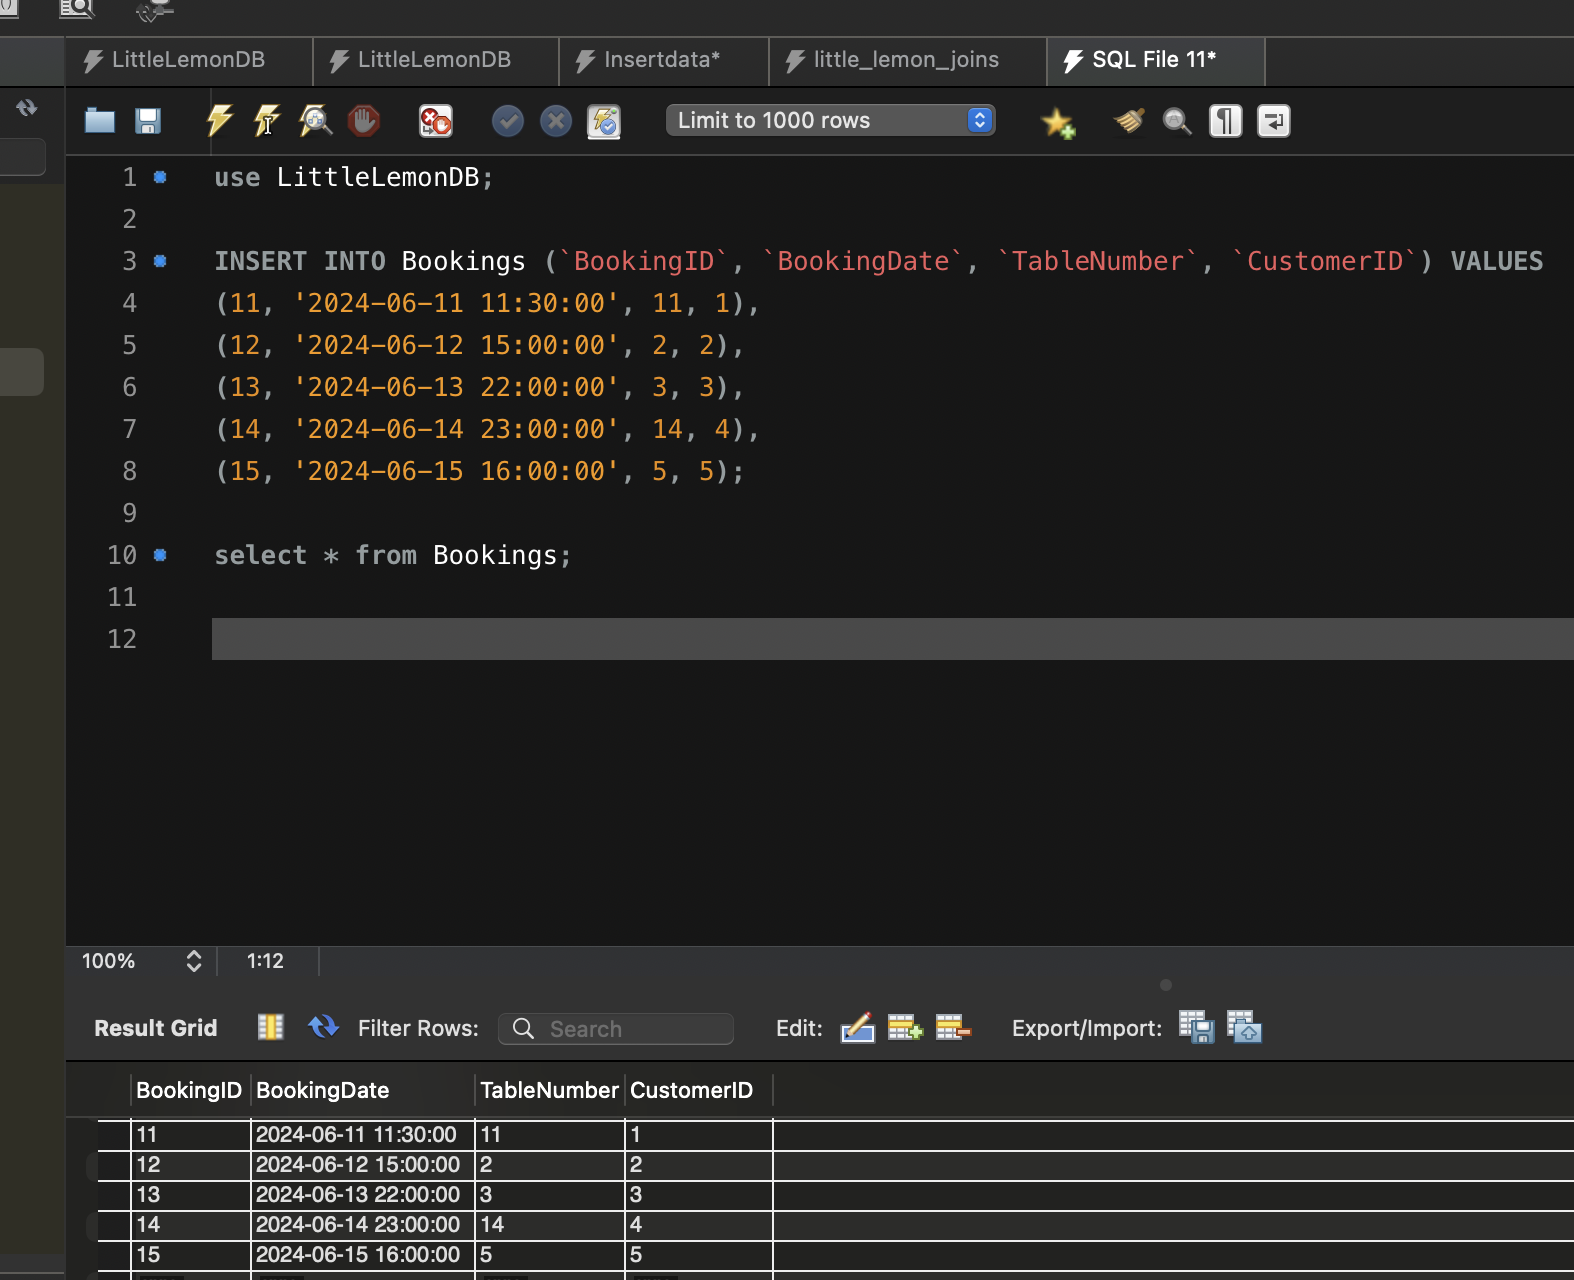 LittleLemonDB LittleLemonDB Insertdata* little_lemon_joins SQL File 11*
Limit to 1000 rows
1 use LittleLemonDB;
2
3 INSERT INTO Bookings (`BookingID`, `BookingDate`, `TableNumber`, `CustomerID`) VALUES
4 (11, '2024-06-11 11:30:00', 11, 1),
5 (12, '2024-06-12 15:00:00', 2, 2),
6 (13, '2024-06-13 22:00:00', 3, 3),
7 (14, '2024-06-14 23:00:00', 14, 4),
8 (15, '2024-06-15 16:00:00', 5, 5);
9
10 select * from Bookings;
11
12
100% 1:12
Result Grid Filter Rows: Search Edit: Export/Import:
BookingID BookingDate TableNumber CustomerID
11 2024-06-11 11:30:00 11 1
12 2024-06-12 15:00:00 2 2
13 2024-06-13 22:00:00 3 3
14 2024-06-14 23:00:00 14 4
15 2024-06-15 16:00:00 5 5